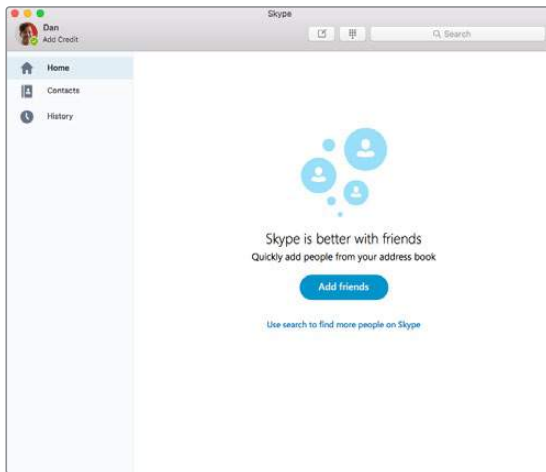 Skype
Dan
Add Credit
Search
Home
Contacts
History
Skype is better with friends
Quickly add people from your address book
Add friends
Use search to find more people on Skype